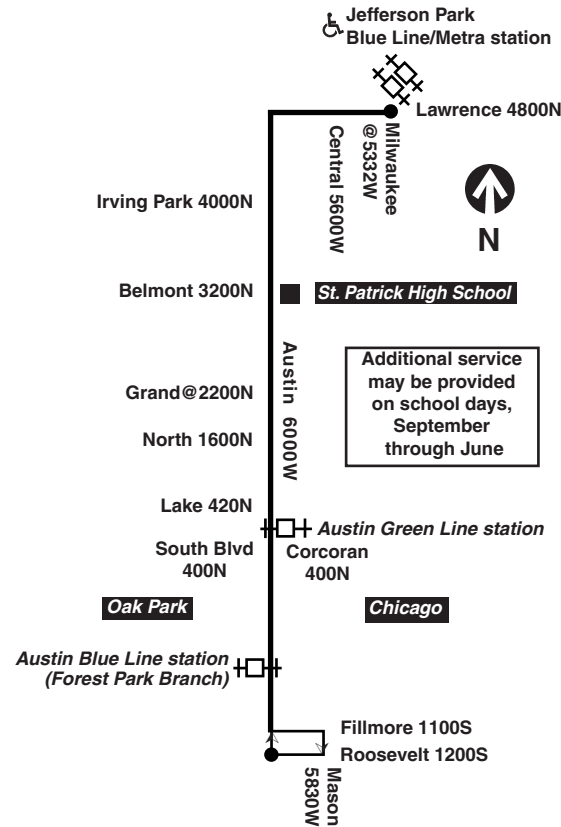 Jefferson Park
Blue Line/Metra station
Lawrence 4800N
Milwaukee
@ 5332W
Central 5600W
Irving Park 4000N
N
Belmont 3200N
St. Patrick High School
Austin 6000W
Additional service
may be provided
on school days,
September
through June
Grand@2200N
North 1600N
Lake 420N
Austin Green Line station
South Blvd
400N
Corcoran
400N
Oak Park
Chicago
Austin Blue Line station
(Forest Park Branch)
Fillmore 1100S
Roosevelt 1200S
Mason
5830W